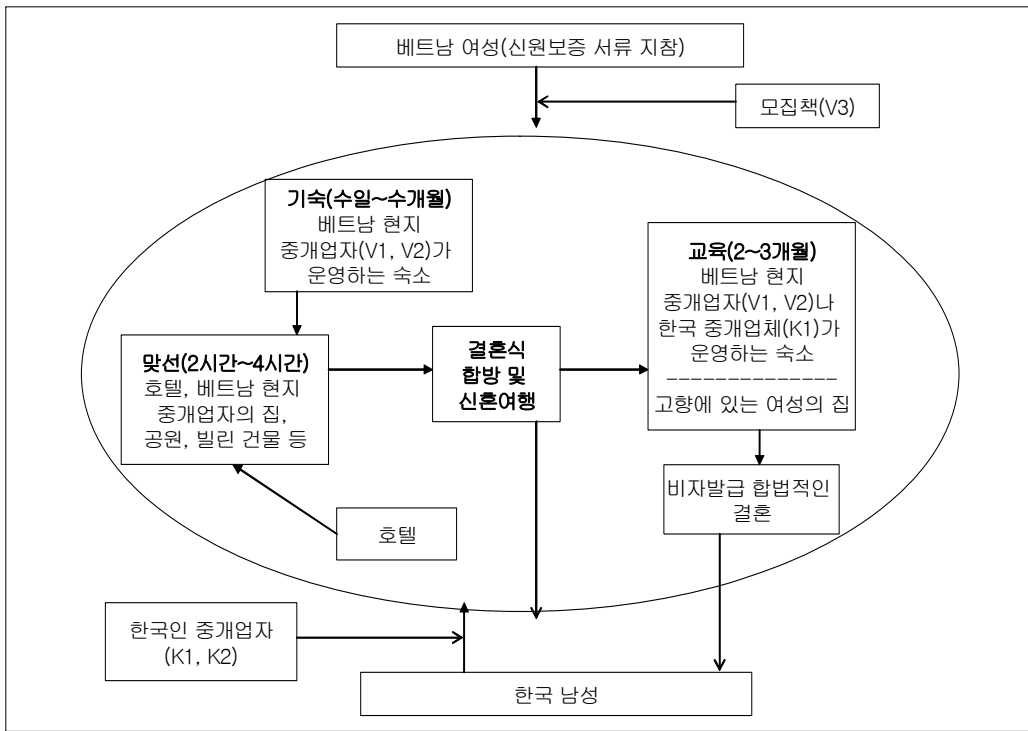 베트남 여성(신원보증 서류 지참)
모집책(V3)
기숙(수일~수개월)
베트남 현지
중개업자(V1, V2)가
운영하는 숙소
교육(2~3개월)
베트남 현지
중개업자(V1, V2)나
한국 중개업체(K1)가
운영하는 숙소
--------------
고향에 있는 여성의 집
맞선(2시간~4시간)
호텔, 베트남 현지
중개업자의 집,
공원, 빌린 건물 등
결혼식
합방 및
신혼여행
비자발급 합법적인
결혼
호텔
한국인 중개업자
(K1, K2)
한국 남성